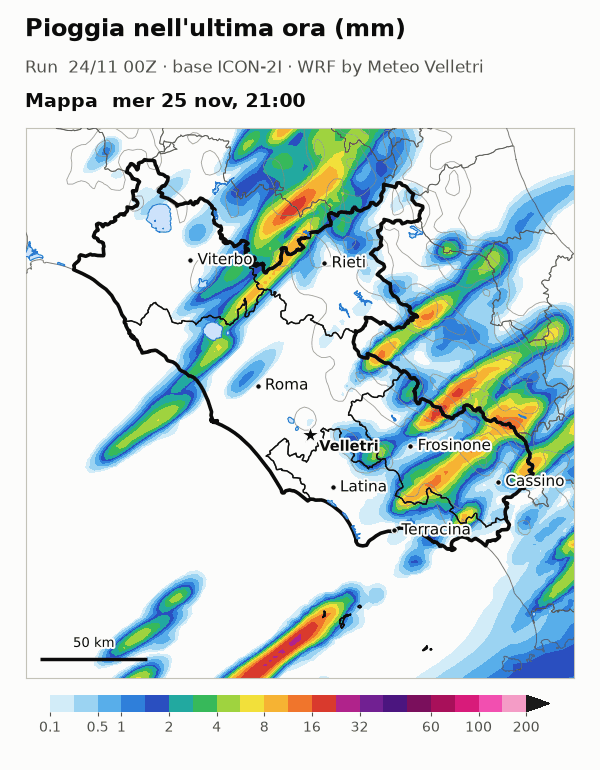 Pioggia nell'ultima ora (mm)
Run  24/11 00Z · base ICON-2I · WRF by Meteo Velletri
Mappa  mer 25 nov, 21:00
Viterbo
Rieti
Roma
Velletri
Frosinone
Latina
Cassino
Terracina
50 km
0.1 0.5 1 2 4 8 16 32 60 100 200